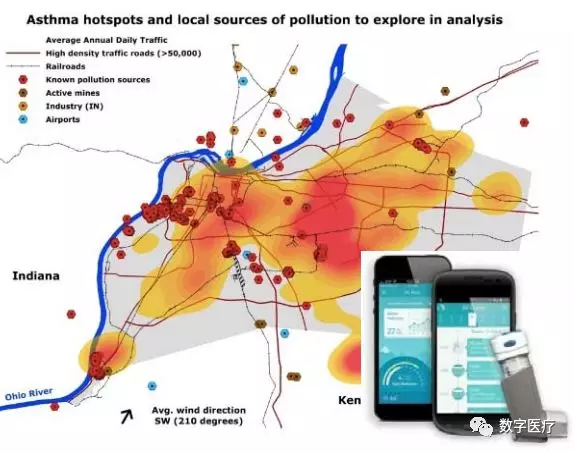 Asthma hotspots and local sources of pollution to explore in analysis
Average Annual Daily Traffic
High density traffic roads (>50,000)
Railroads
Known pollution sources
Active mines
Industry (IN)
Airports
Indiana
Ohio River
Avg. wind direction
SW (210 degrees)
Ken
27
数字医疗